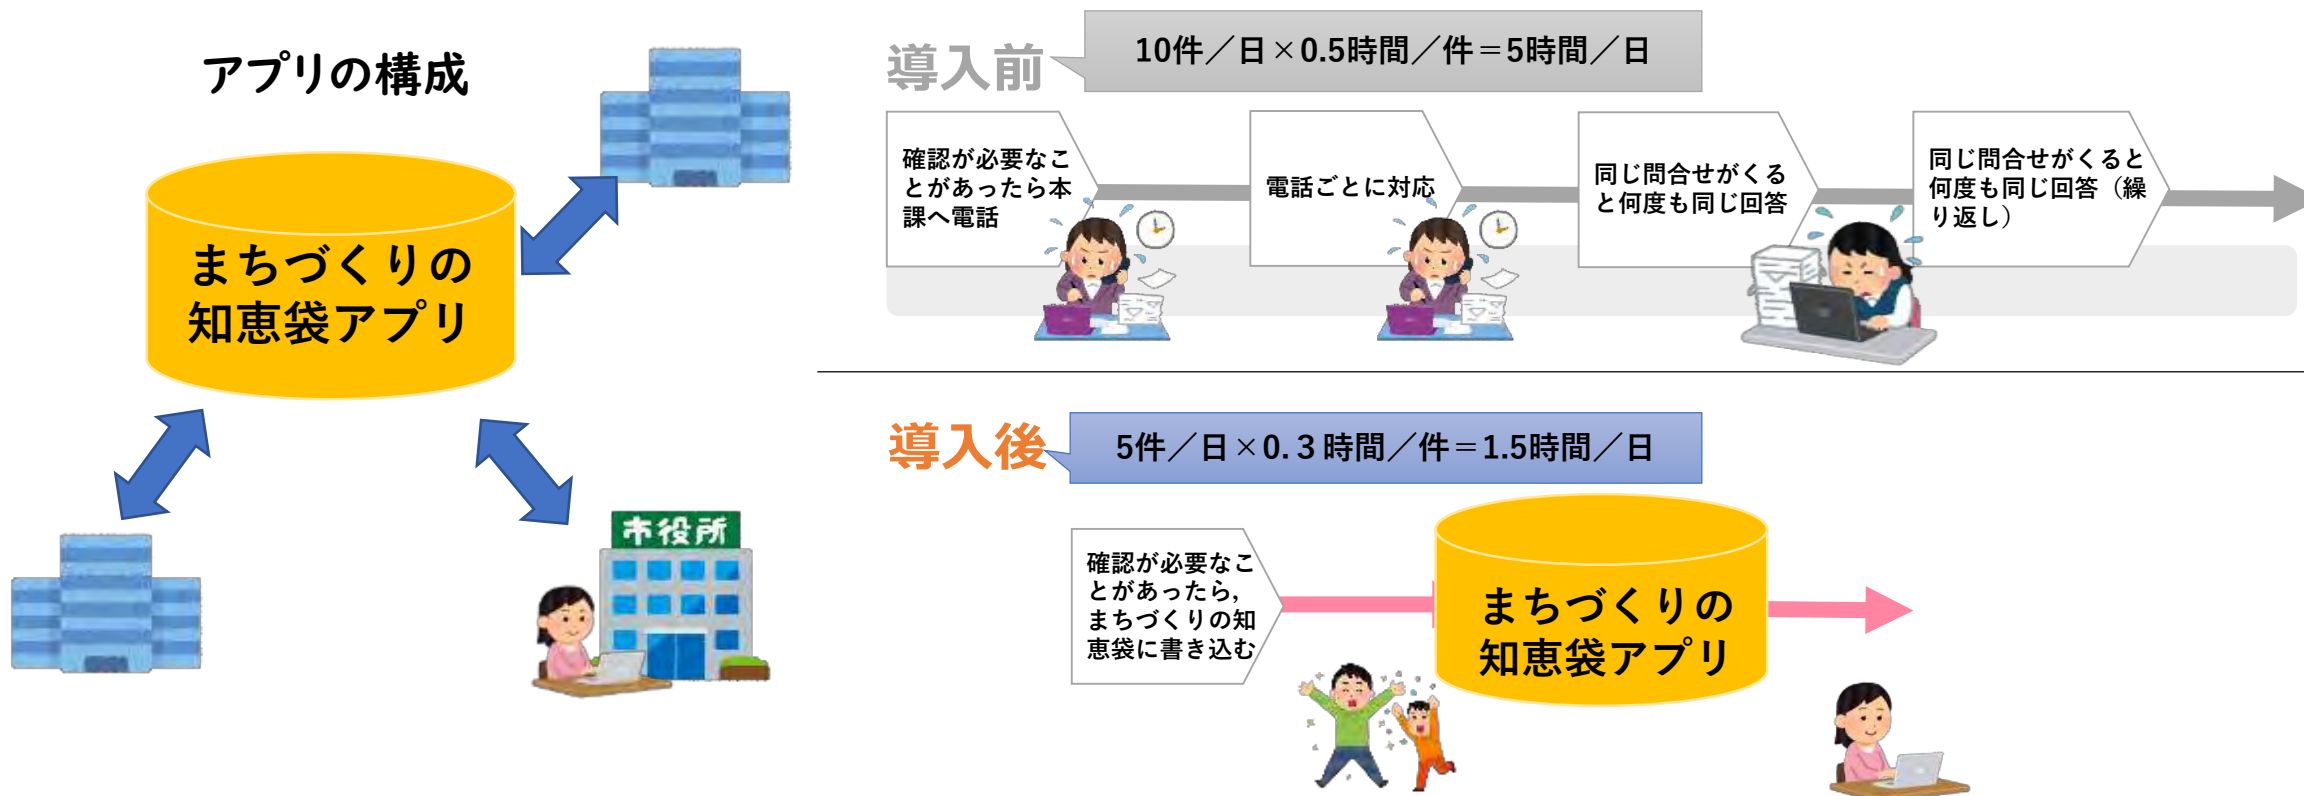 アプリの構成
まちづくりの
知恵袋アプリ
市役所
導入前
10件／日×0.5時間／件＝5時間／日
確認が必要なこ
とがあったら本
課へ電話
電話ごとに対応
同じ問合せがくる
と何度も同じ回答
同じ問合せがくると
何度も同じ回答（繰
り返し）
導入後
5件／日×0.３時間／件＝1.5時間／日
確認が必要なこ
とがあったら，
まちづくりの知
恵袋に書き込む
まちづくりの
知恵袋アプリ